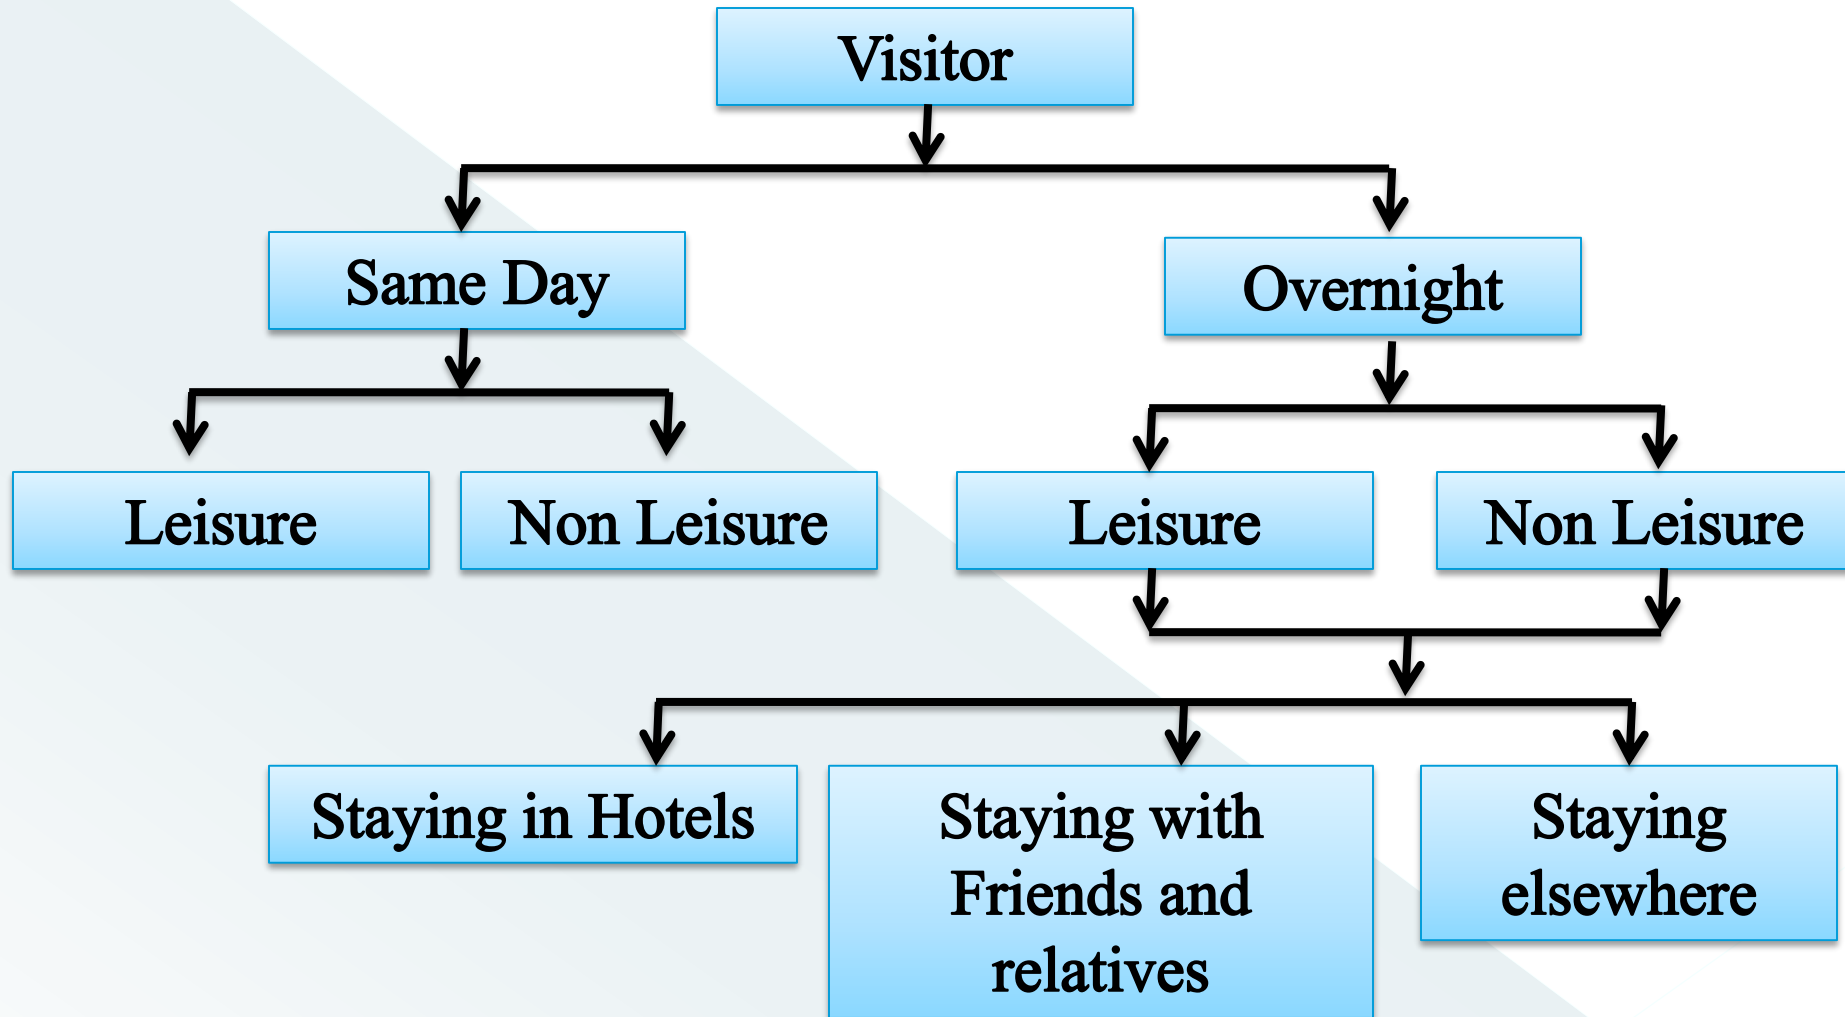 Visitor
Same Day
Overnight
Leisure
Non Leisure
Leisure
Non Leisure
Staying in Hotels
Staying with
Friends and
relatives
Staying
elsewhere